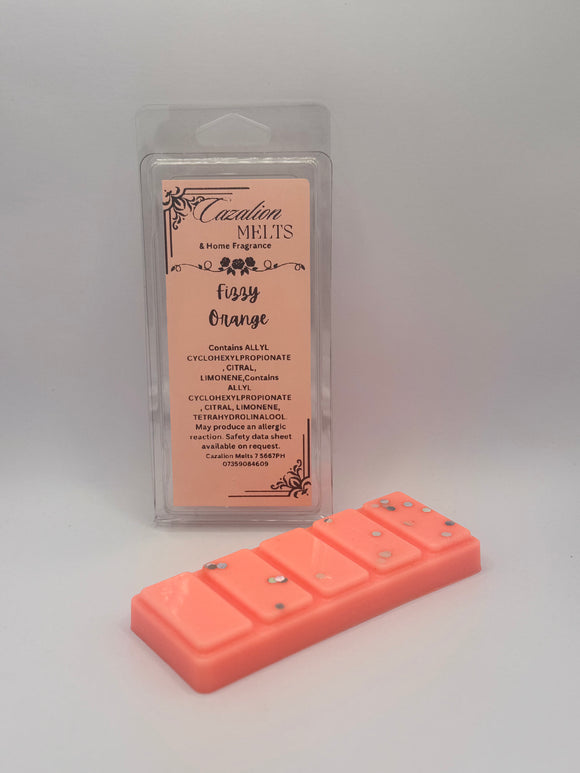 Cazalion
MELTS
& Home Fragrance
Fizzy
Orange
Contains ALLYL
CYCLOHEXYLPROPIONATE
, CITRAL,
LIMONENE,Contains
ALLYL
CYCLOHEXYLPROPIONATE
, CITRAL, LIMONENE,
TETRAHYDROLINALOOL.
May produce an allergic
reaction. Safety data sheet
available on request.
Cazalion Melts 7 S667PH
07359084609